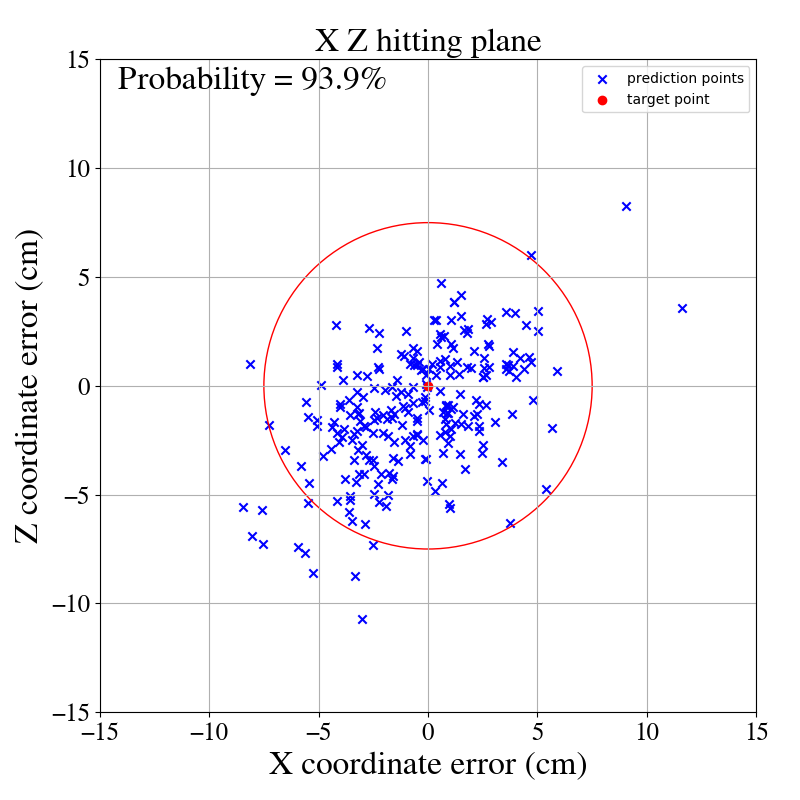 X Z hitting plane
Probability = 93.9%
prediction points
target point
15
10
5
0
−5
−10
−15
Z coordinate error (cm)
−15 −10 −5 0 5 10 15
X coordinate error (cm)